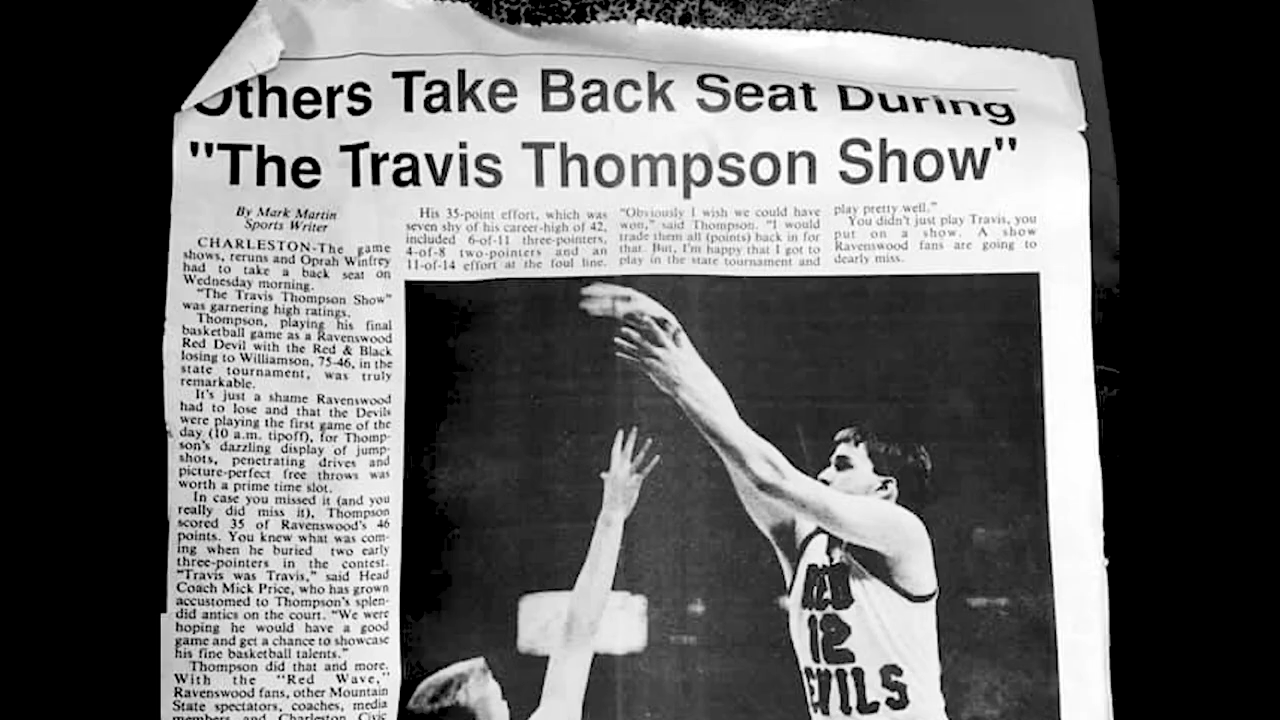 Others Take Back Seat During
"The Travis Thompson Show"
By Mark Martin
Sports Writer
CHARLESTON-The game
shows, reruns and Oprah Winfrey
had to take a back seat on
Wednesday morning.
"The Travis Thompson Show"
was garnering high ratings.
Thompson, playing his final
basketball game as a Ravenswood
Red Devil with the Red & Black
losing to Williamson, 75-46, in the
state tournament, was truly
remarkable.
It's just a shame Ravenswood
had to lose and that the Devils
were playing the first game of the
day (10 a.m. tipoff), for Thomp-
son's dazzling display of jump-
shots, penetrating drives and
picture-perfect free throws was
worth a prime time slot.
In case you missed it (and you
really did miss it), Thompson
scored 35 of Ravenswood's 46
points. You knew what was com-
ing when he buried two early
three-pointers in the contest.
"Travis was Travis," said Head
Coach Mick Price, who has grown
accustomed to Thompson's splen-
did antics on the court. "We were
hoping he would have a good
game and get a chance to showcase
his fine basketball talents."
Thompson did that and more.
With the "Red Wave,"
Ravenswood fans, other Mountain
State spectators, coaches, media
members and Charleston Civic
His 35-point effort, which was
seven shy of his career-high of 42,
included 6-of-11 three-pointers,
4-of-8 two-pointers and an
11-of-14 effort at the foul line.
"Obviously I wish we could have
won," said Thompson. "I would
trade them all (points) back in for
that. But, I'm happy that I got to
play in the state tournament and
play pretty well."
You didn't just play Travis, you
put on a show. A show
Ravenswood fans are going to
dearly miss.
RED
12
EVILS